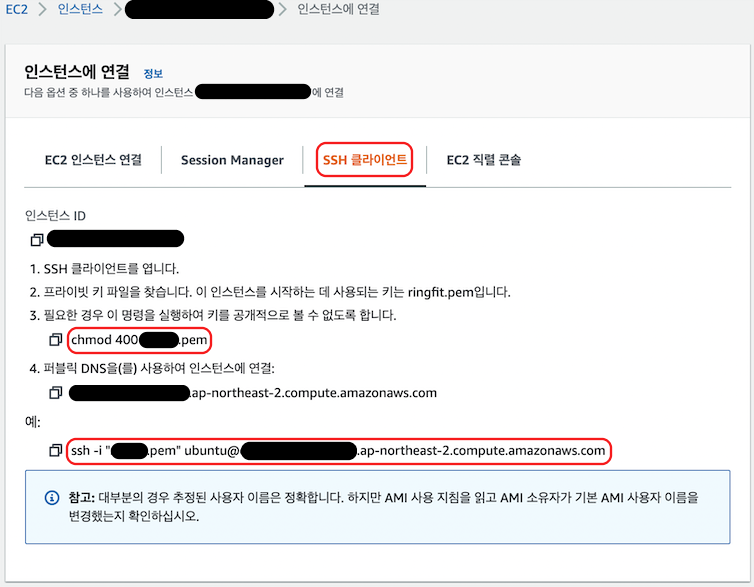 EC2 > 인스턴스 > > 인스턴스에 연결
인스턴스에 연결 정보
다음 옵션 중 하나를 사용하여 인스턴스 에 연결
EC2 인스턴스 연결 Session Manager SSH 클라이언트 EC2 직렬 콘솔
인스턴스 ID
1. SSH 클라이언트를 엽니다.
2. 프라이빗 키 파일을 찾습니다. 이 인스턴스를 시작하는 데 사용되는 키는 ringfit.pem입니다.
3. 필요한 경우 이 명령을 실행하여 키를 공개적으로 볼 수 없도록 합니다.
chmod 400 .pem
4. 퍼블릭 DNS을(를) 사용하여 인스턴스에 연결:
.ap-northeast-2.compute.amazonaws.com
예:
ssh -i " .pem" ubuntu@ .ap-northeast-2.compute.amazonaws.com
참고: 대부분의 경우 추정된 사용자 이름은 정확합니다. 하지만 AMI 사용 지침을 읽고 AMI 소유자가 기본 AMI 사용자 이름을
변경했는지 확인하십시오.